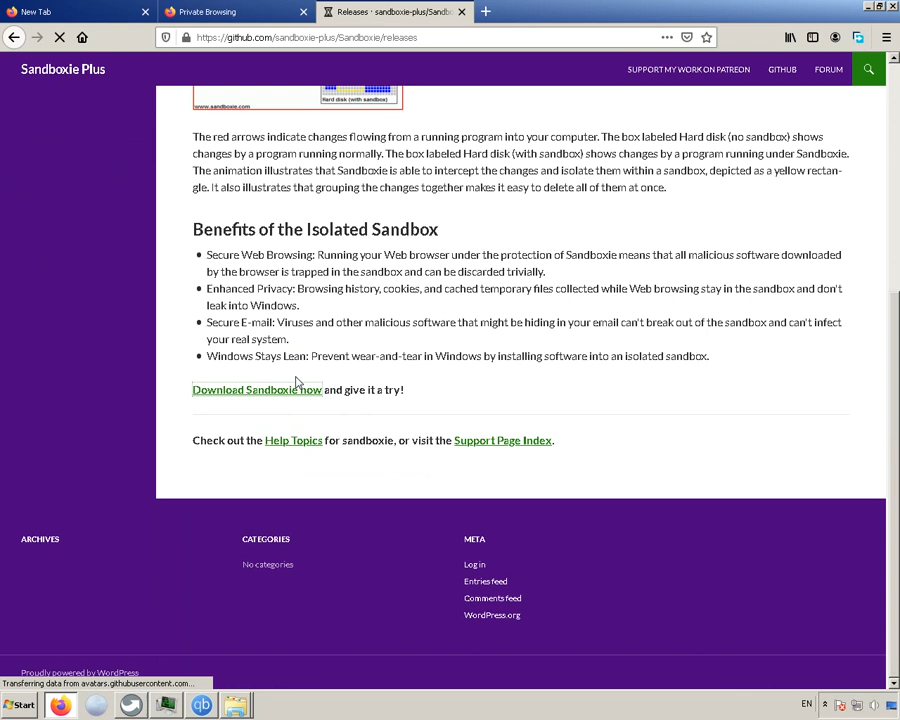 New Tab
Private Browsing
Releases · sandboxie-plus/Sandb
https://github.com/sandboxie-plus/Sandboxie/releases
Sandboxie Plus
SUPPORT MY WORK ON PATREON
GITHUB
FORUM
www.sandboxie.com
Hard disk (with sandbox)
The red arrows indicate changes flowing from a running program into your computer. The box labeled Hard disk (no sandbox) shows
changes by a program running normally. The box labeled Hard disk (with sandbox) shows changes by a program running under Sandboxie.
The animation illustrates that Sandboxie is able to intercept the changes and isolate them within a sandbox, depicted as a yellow rectan-
gle. It also illustrates that grouping the changes together makes it easy to delete all of them at once.
Benefits of the Isolated Sandbox
Secure Web Browsing: Running your Web browser under the protection of Sandboxie means that all malicious software downloaded
by the browser is trapped in the sandbox and can be discarded trivially.
Enhanced Privacy: Browsing history, cookies, and cached temporary files collected while Web browsing stay in the sandbox and don't
leak into Windows.
Secure E-mail: Viruses and other malicious software that might be hiding in your email can't break out of the sandbox and can't infect
your real system.
Windows Stays Lean: Prevent wear-and-tear in Windows by installing software into an isolated sandbox.
Download Sandboxie now and give it a try!
Check out the Help Topics for sandboxie, or visit the Support Page Index.
ARCHIVES
CATEGORIES
No categories
META
Log in
Entries feed
Comments feed
WordPress.org
Proudly powered by WordPress
Transferring data from avatars.githubusercontent.com...
Start
qb
EN